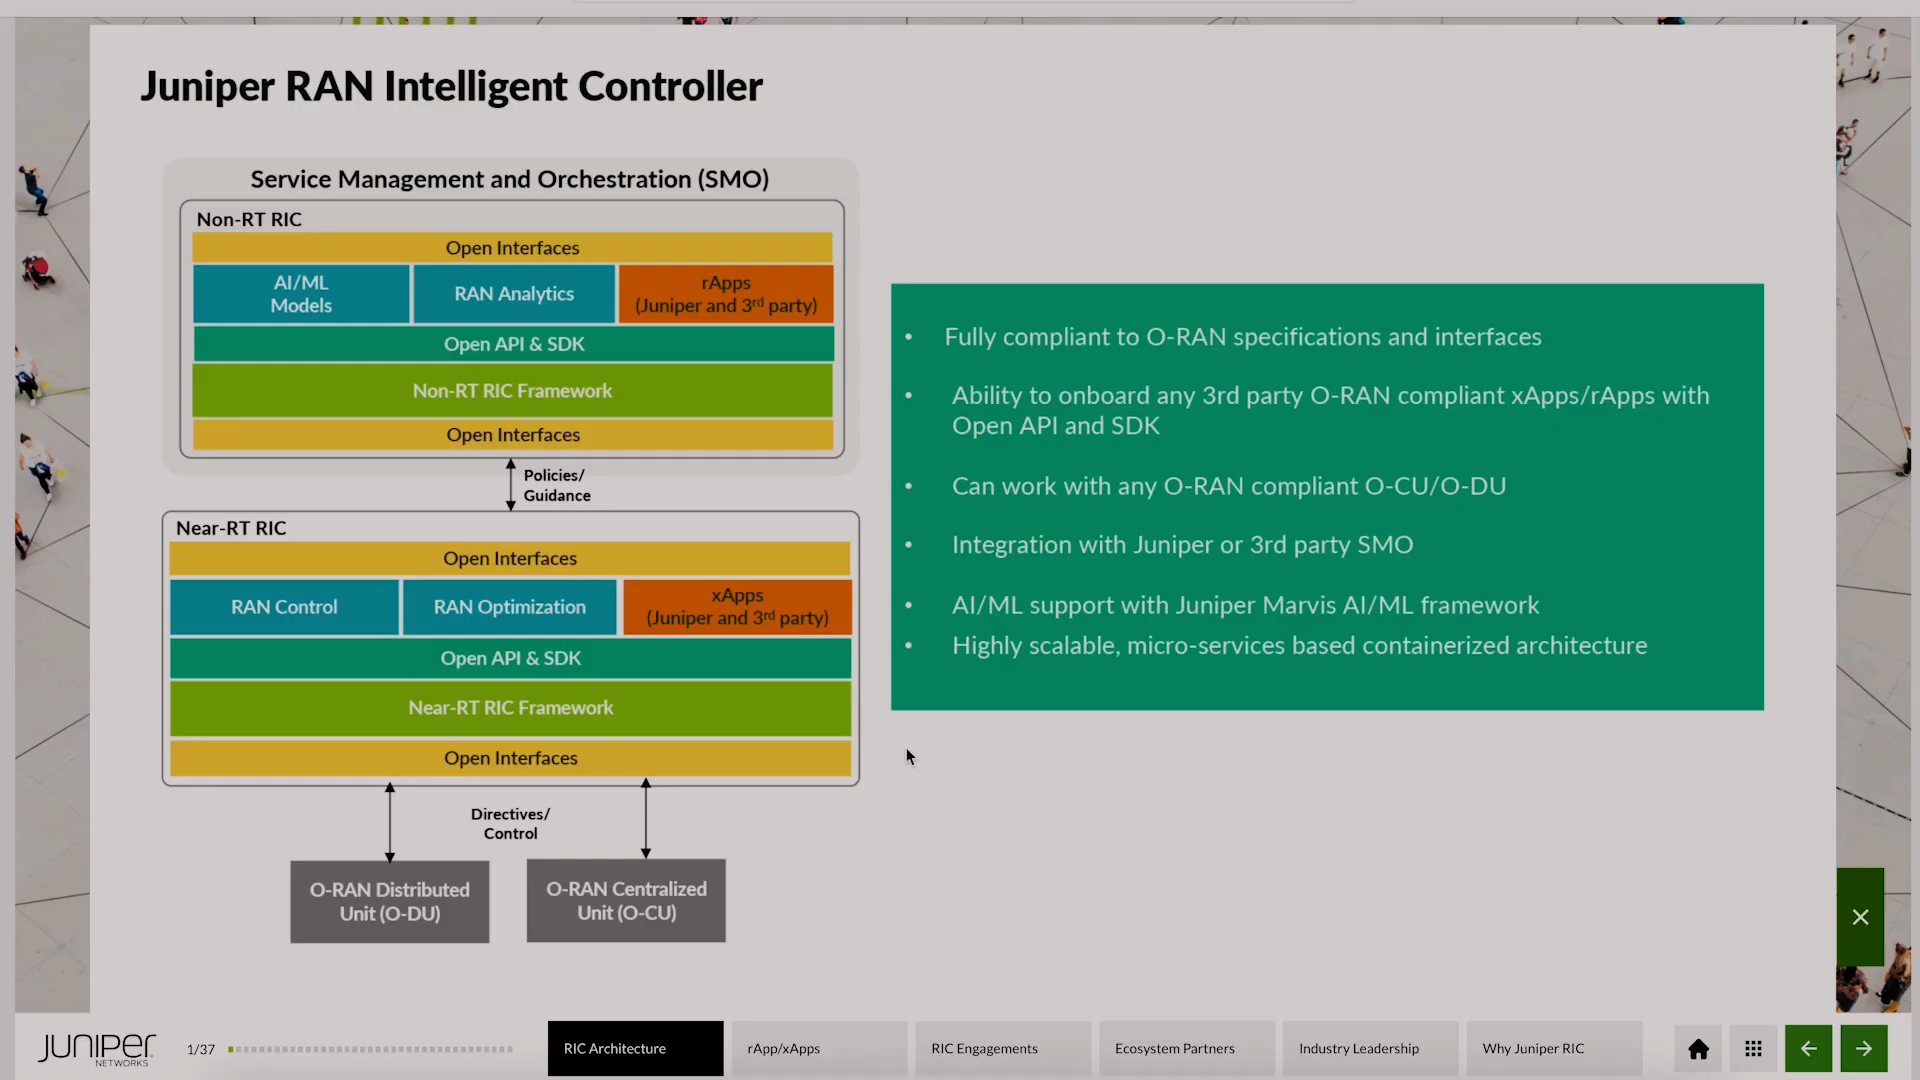 Juniper RAN Intelligent Controller
Service Management and Orchestration (SMO)
Non-RT RIC
Open Interfaces
AI/ML
Models
RAN Analytics
rApps
(Juniper and 3rd party)
Open API & SDK
Non-RT RIC Framework
Open Interfaces
Policies/
Guidance
Near-RT RIC
Open Interfaces
RAN Control
RAN Optimization
xApps
(Juniper and 3rd party)
Open API & SDK
Near-RT RIC Framework
Open Interfaces
Directives/
Control
O-RAN Distributed
Unit (O-DU)
O-RAN Centralized
Unit (O-CU)
• Fully compliant to O-RAN specifications and interfaces
• Ability to onboard any 3rd party O-RAN compliant xApps/rApps with
Open API and SDK
• Can work with any O-RAN compliant O-CU/O-DU
• Integration with Juniper or 3rd party SMO
• AI/ML support with Juniper Marvis AI/ML framework
• Highly scalable, micro-services based containerized architecture
JUNIPER
NETWORKS
1/37
RIC Architecture
rApp/xApps
RIC Engagements
Ecosystem Partners
Industry Leadership
Why Juniper RIC